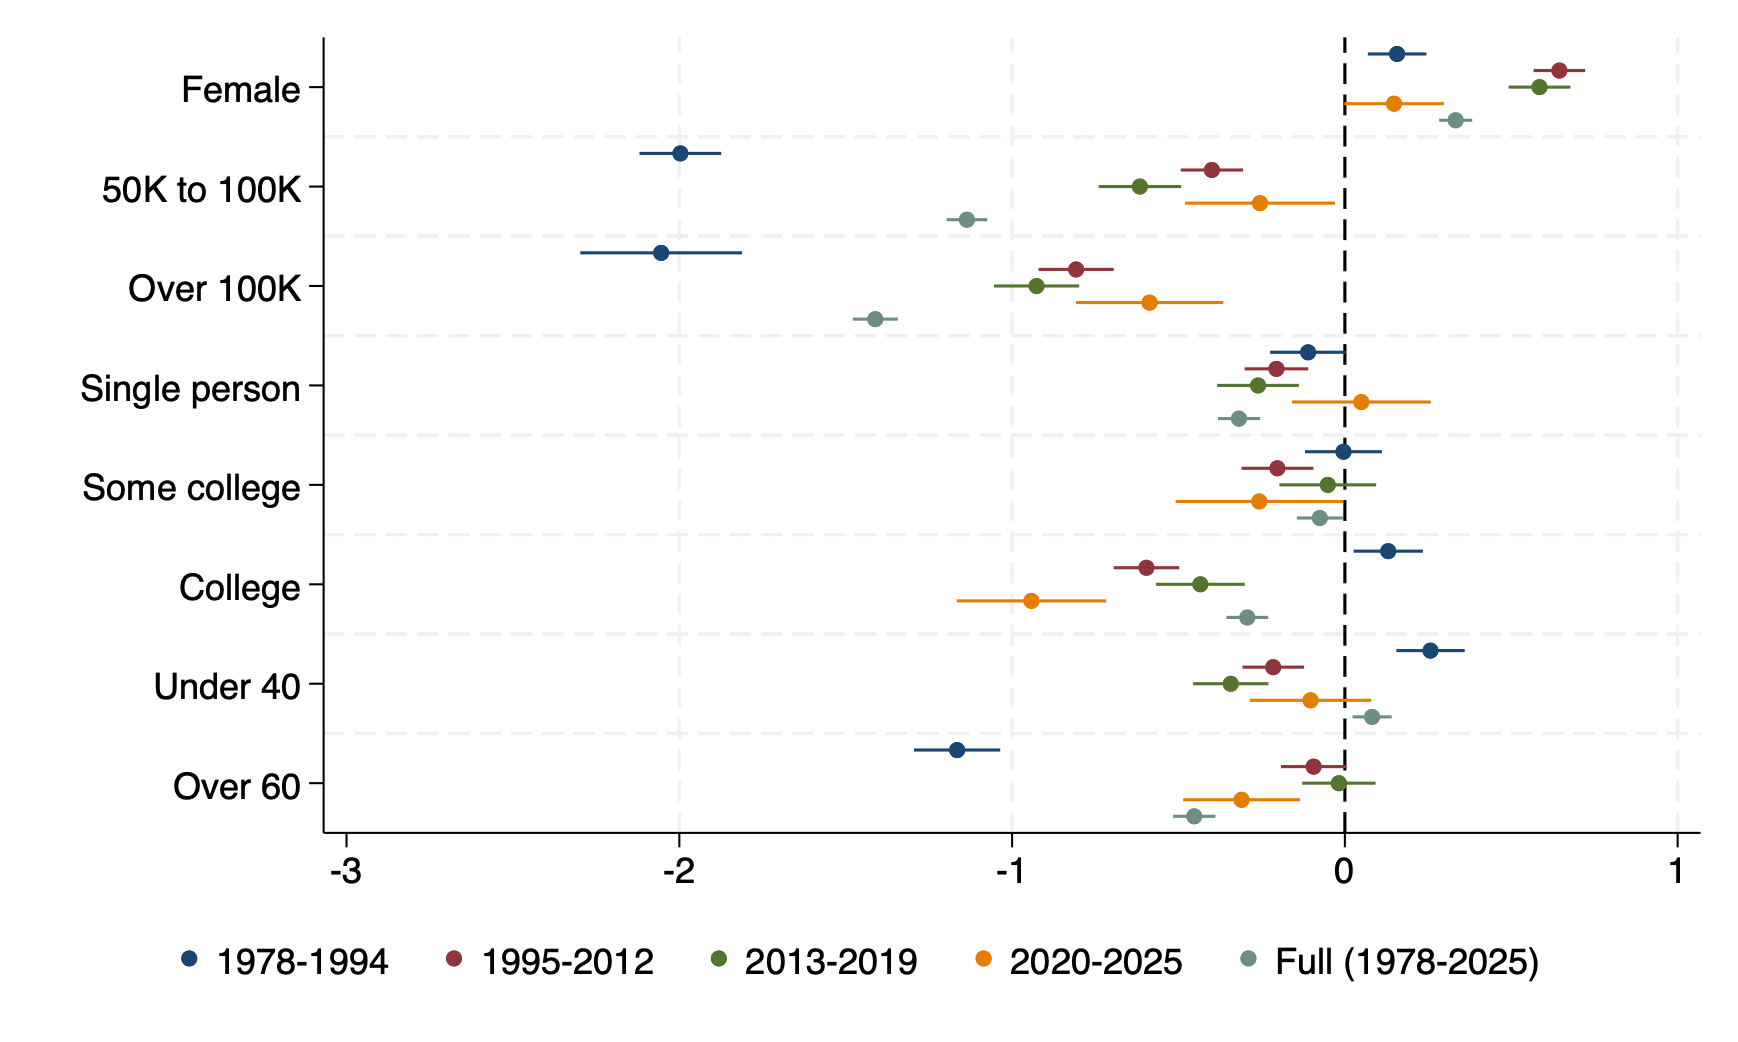 Female
50K to 100K
Over 100K
Single person
Some college
College
Under 40
Over 60
-3 -2 -1 0 1
1978-1994 1995-2012 2013-2019 2020-2025 Full (1978-2025)